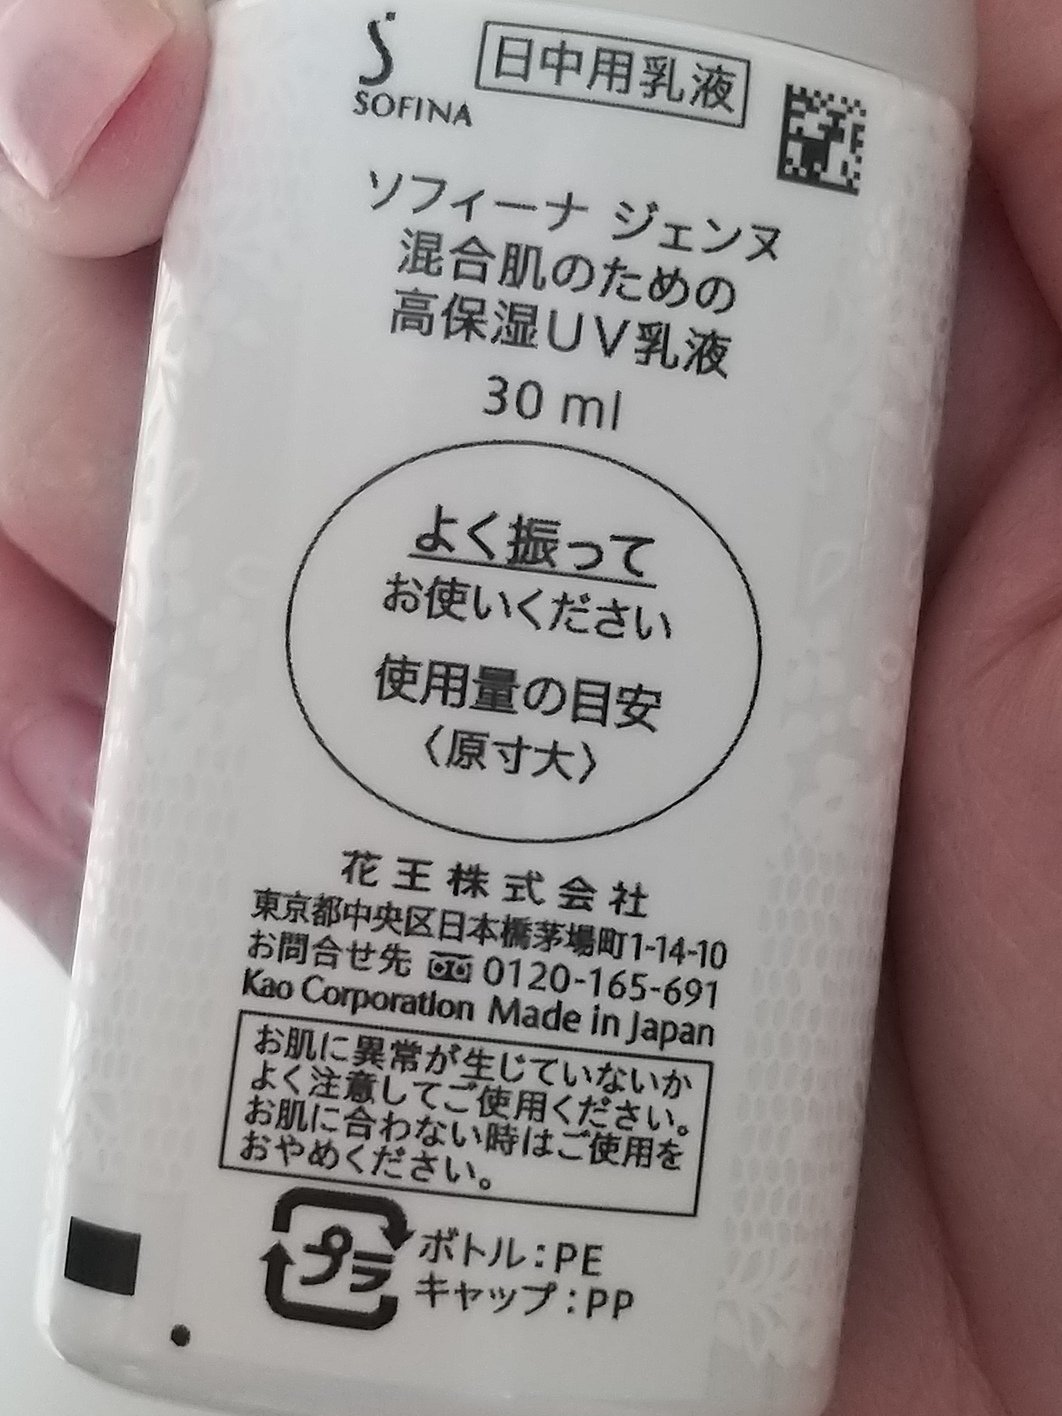 SOFINA
日中用乳液
ソフィーナ ジェンヌ
混合肌のための
高保湿UV乳液
30 ml
よく振って
お使いください
使用量の目安
〈原寸大〉
花王株式会社
東京都中央区日本橋茅場町1-14-10
お問合せ先 0120-165-691
Kao Corporation Made in Japan
お肌に異常が生じていないか
よく注意してご使用ください。
お肌に合わない時はご使用を
おやめください。
プラ
ボトル:PE
キャップ:PP